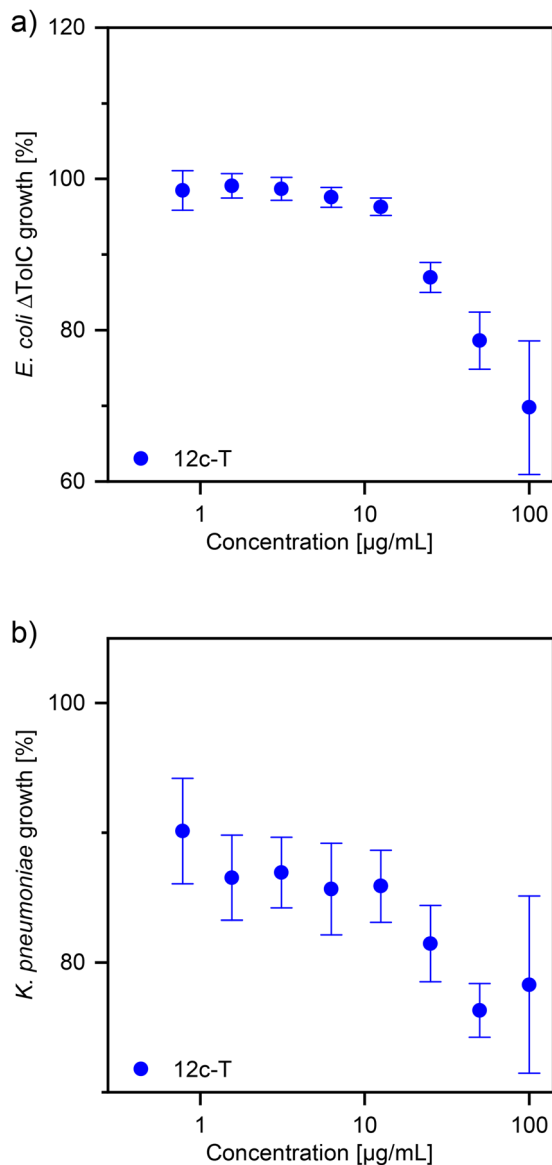 a)
120
100
80
60
E. coli ΔTolC growth [%]
12c-T
1
10
100
Concentration [µg/mL]
b)
100
80
K. pneumoniae growth [%]
12c-T
1
10
100
Concentration [µg/mL]